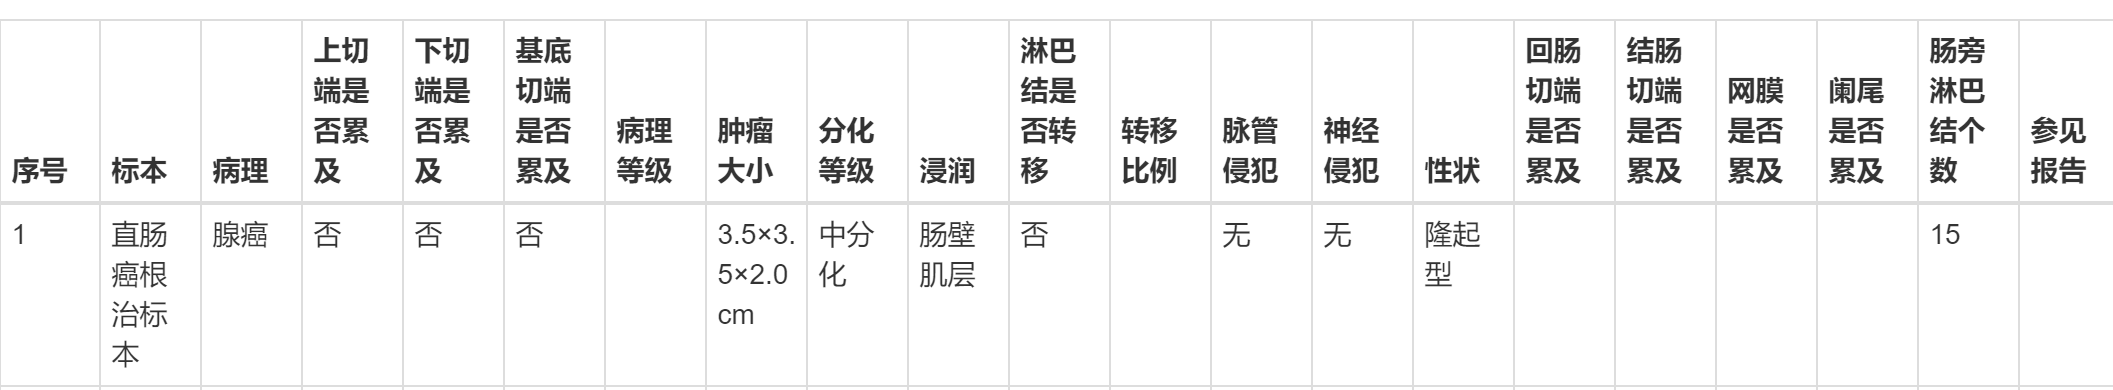 序号
标本
病理
上切
端是
否累
及
下切
端是
否累
及
基底
切端
是否
累及
病理
等级
肿瘤
大小
分化
等级
浸润
淋巴
结是
否转
移
转移
比例
脉管
侵犯
神经
侵犯
性状
回肠
切端
是否
累及
结肠
切端
是否
累及
网膜
是否
累及
阑尾
是否
累及
肠旁
淋巴
结个
数
参见
报告
1
直肠
癌根
治标
本
腺癌
否
否
否
3.5×3.
5×2.0
cm
中分
化
肠壁
肌层
否
无
无
隆起
型
15